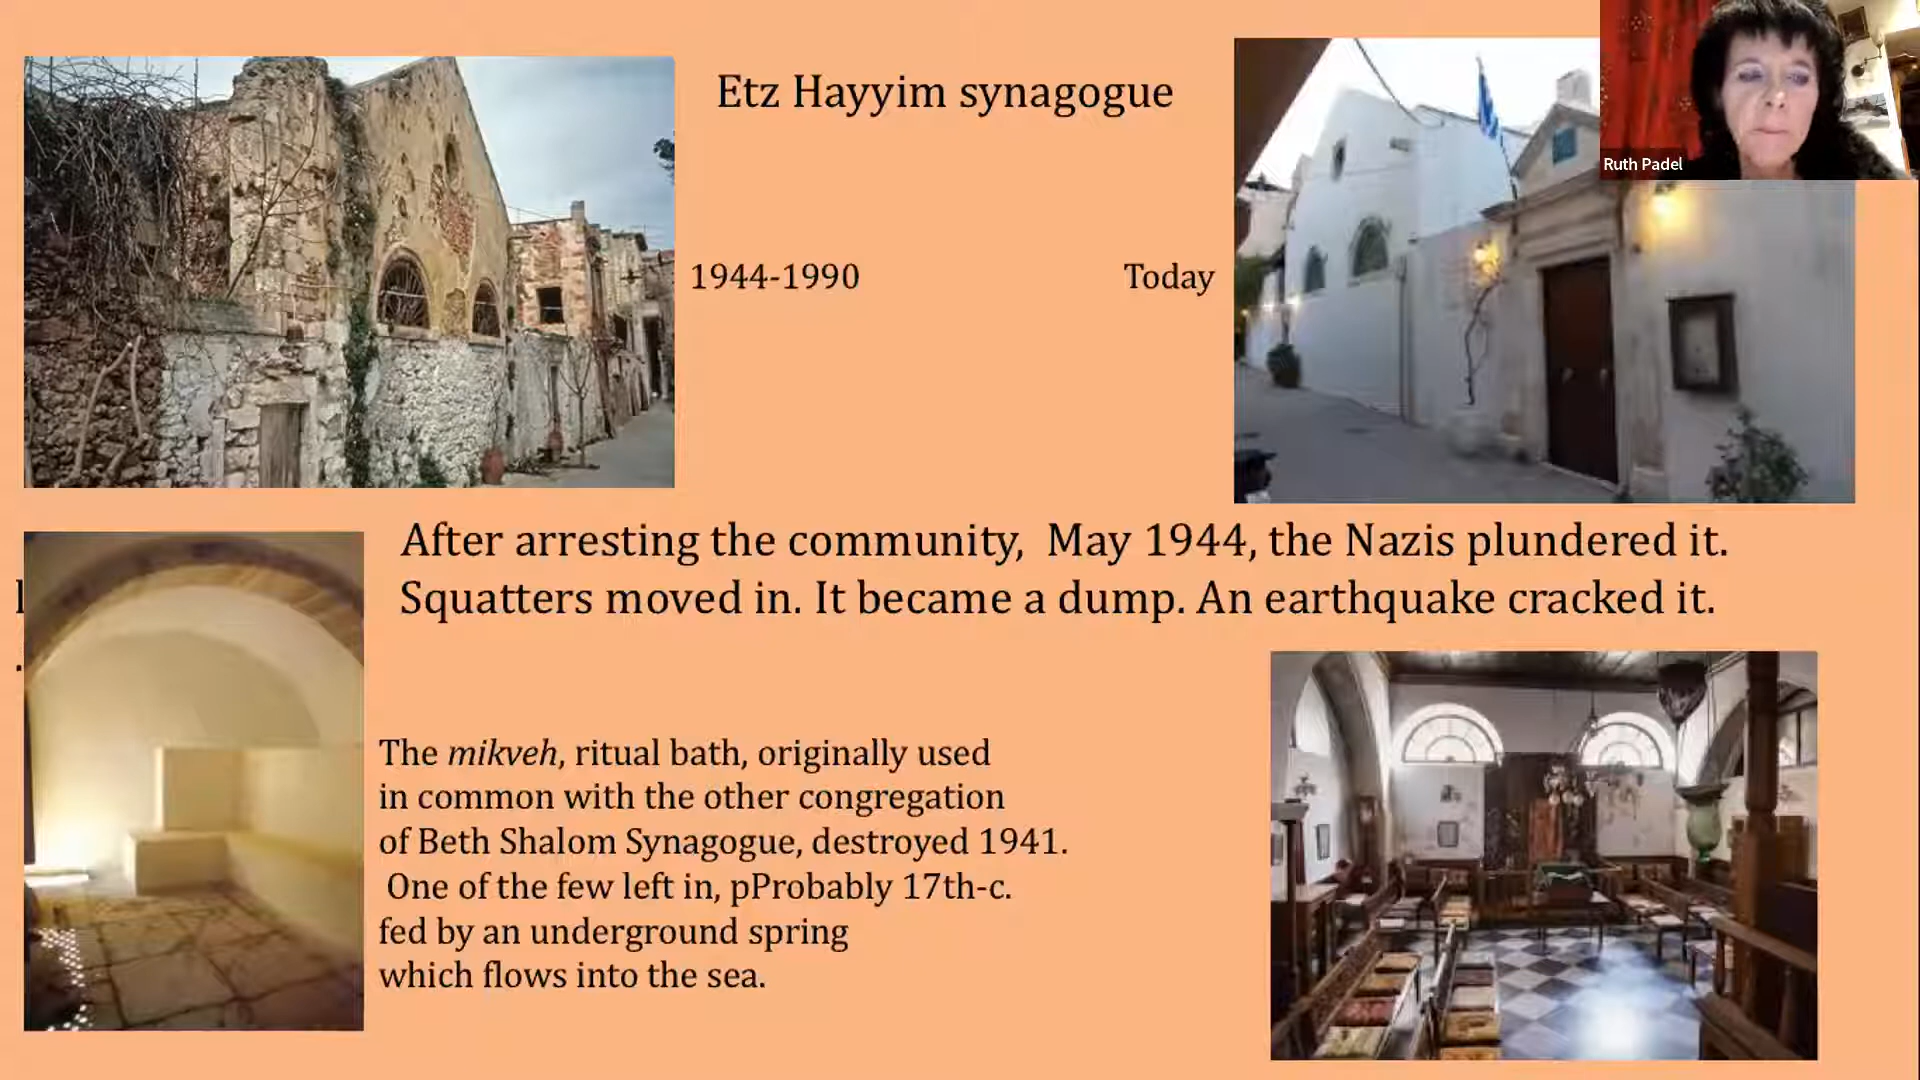 Etz Hayyim synagogue
Ruth Padel
1944-1990
Today
After arresting the community, May 1944, the Nazis plundered it.
Squatters moved in. It became a dump. An earthquake cracked it.
The mikveh, ritual bath, originally used
in common with the other congregation
of Beth Shalom Synagogue, destroyed 1941.
One of the few left in, pProbably 17th-c.
fed by an underground spring
which flows into the sea.